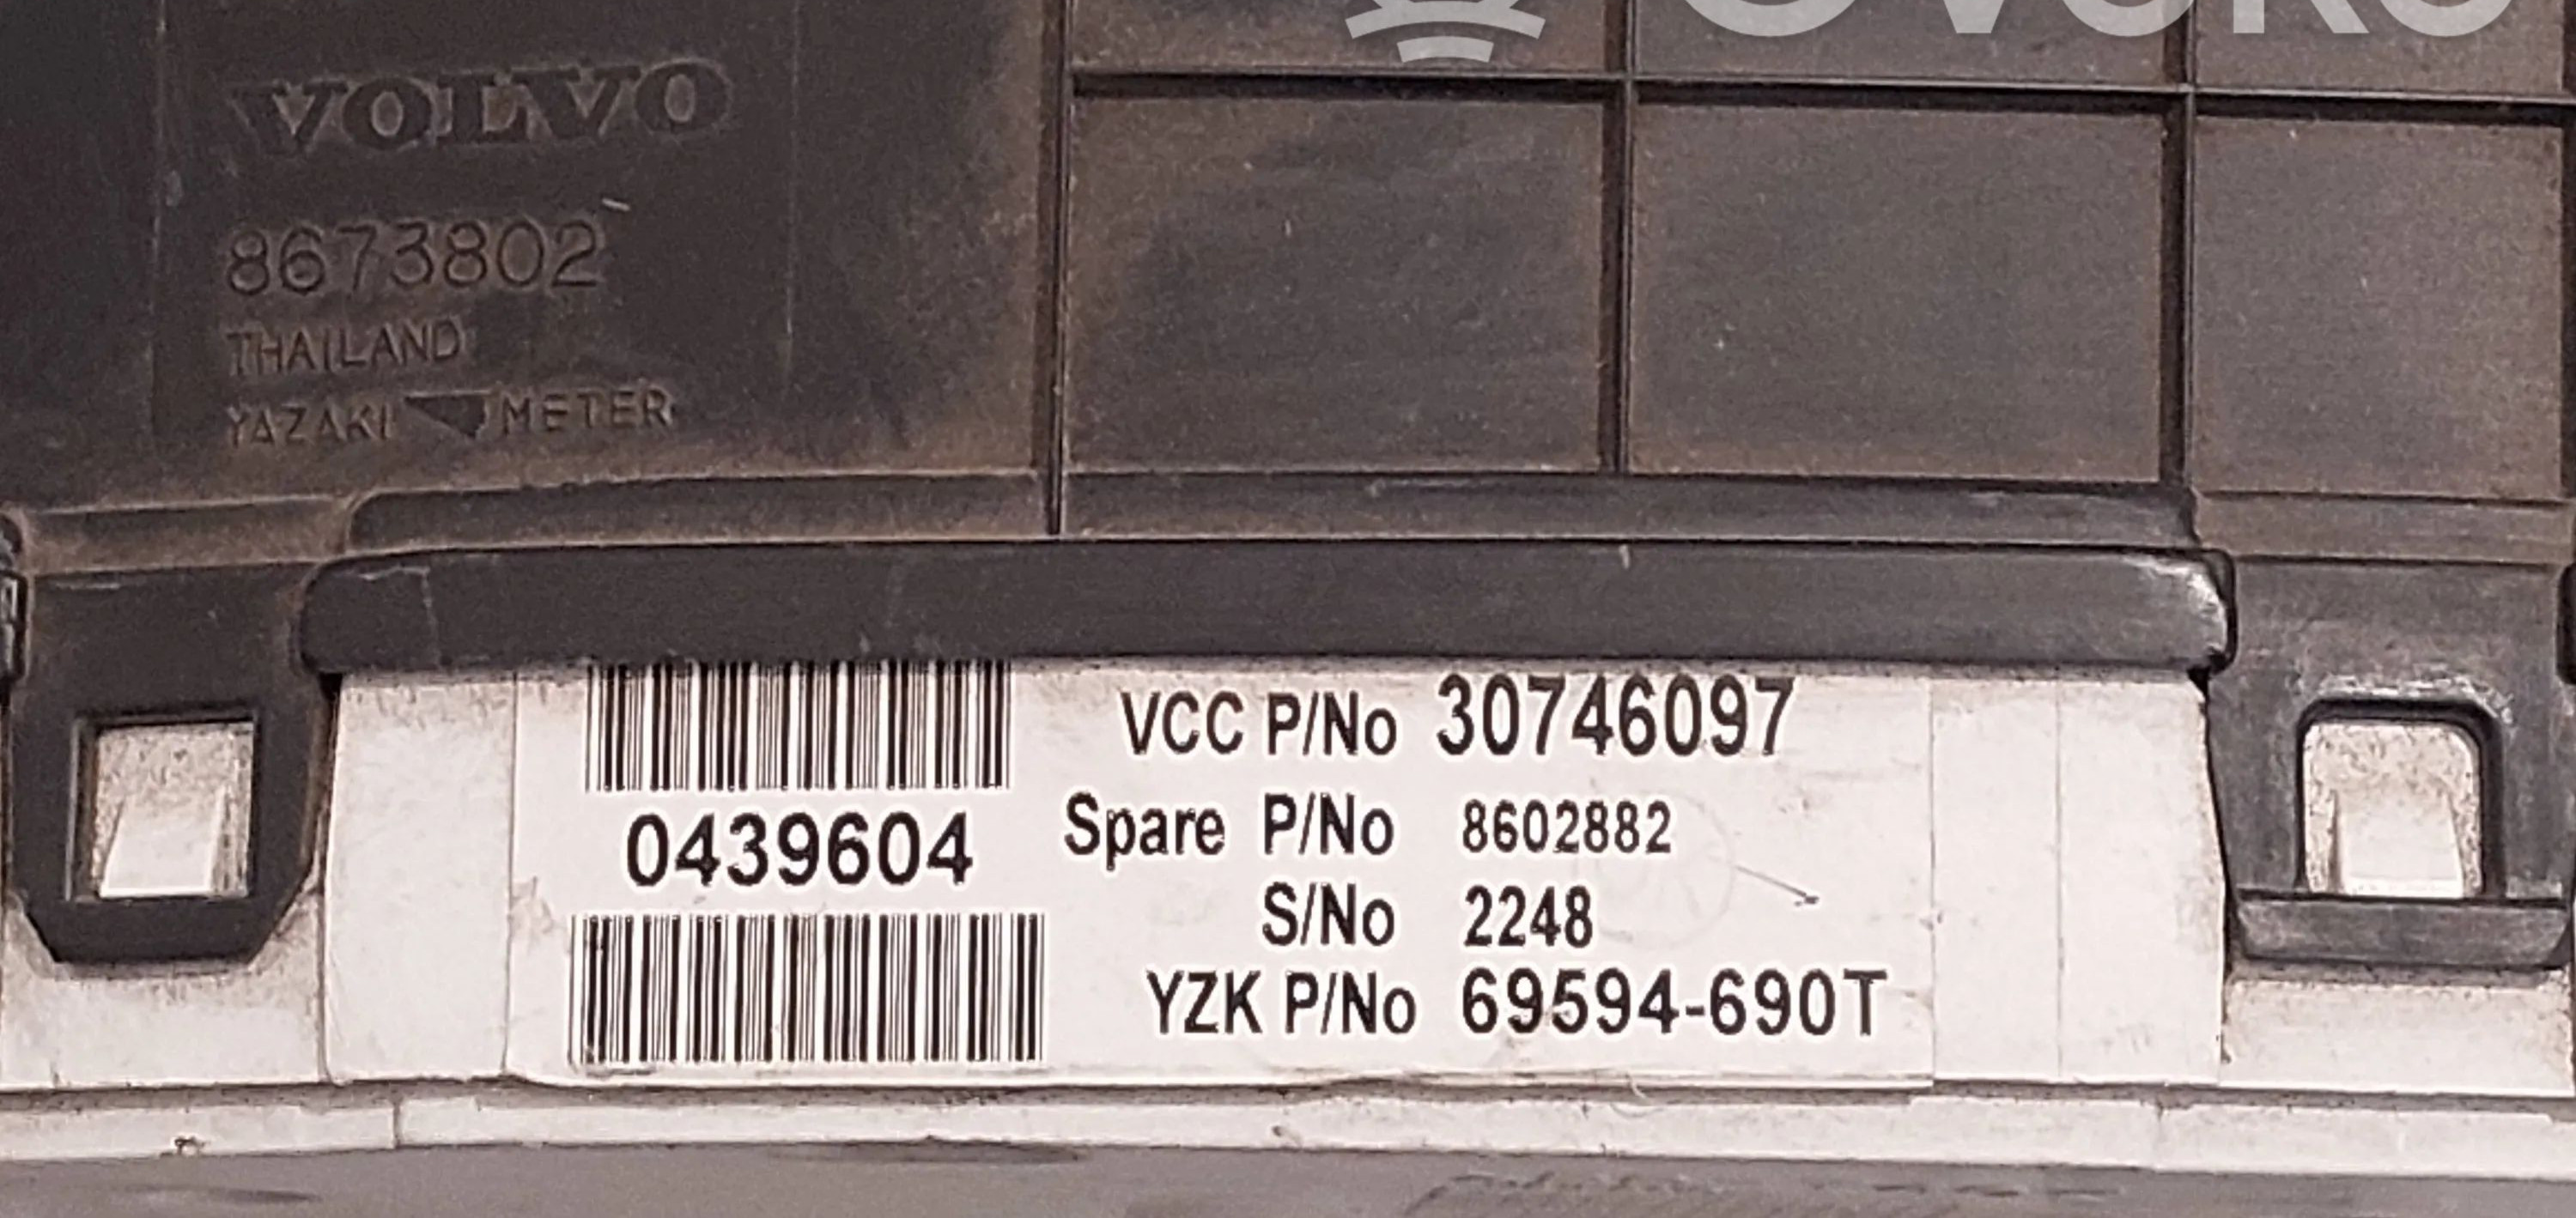 VOLVO
8673802
THAILAND
YAZAKI METER
VCC P/No 30746097
0439604
Spare P/No 8602882
S/No 2248
YZK P/No 69594-690T